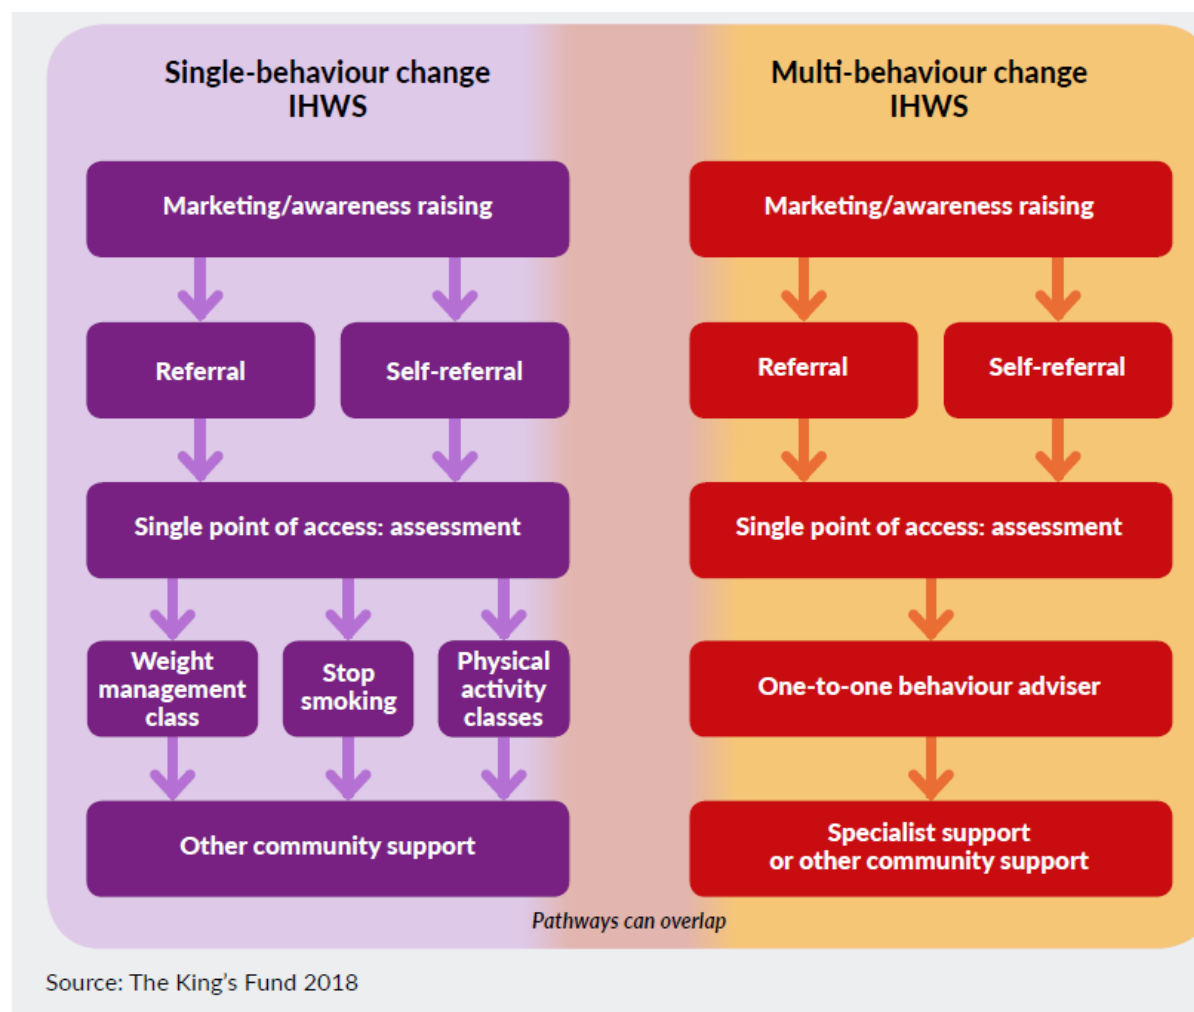 Single-behaviour change
IHWS
Multi-behaviour change
IHWS
Marketing/awareness raising
Marketing/awareness raising
Referral
Self-referral
Referral
Self-referral
Single point of access: assessment
Single point of access: assessment
Weight
management
class
Stop
smoking
Physical
activity
classes
One-to-one behaviour adviser
Other community support
Specialist support
or other community support
Pathways can overlap
Source: The King's Fund 2018